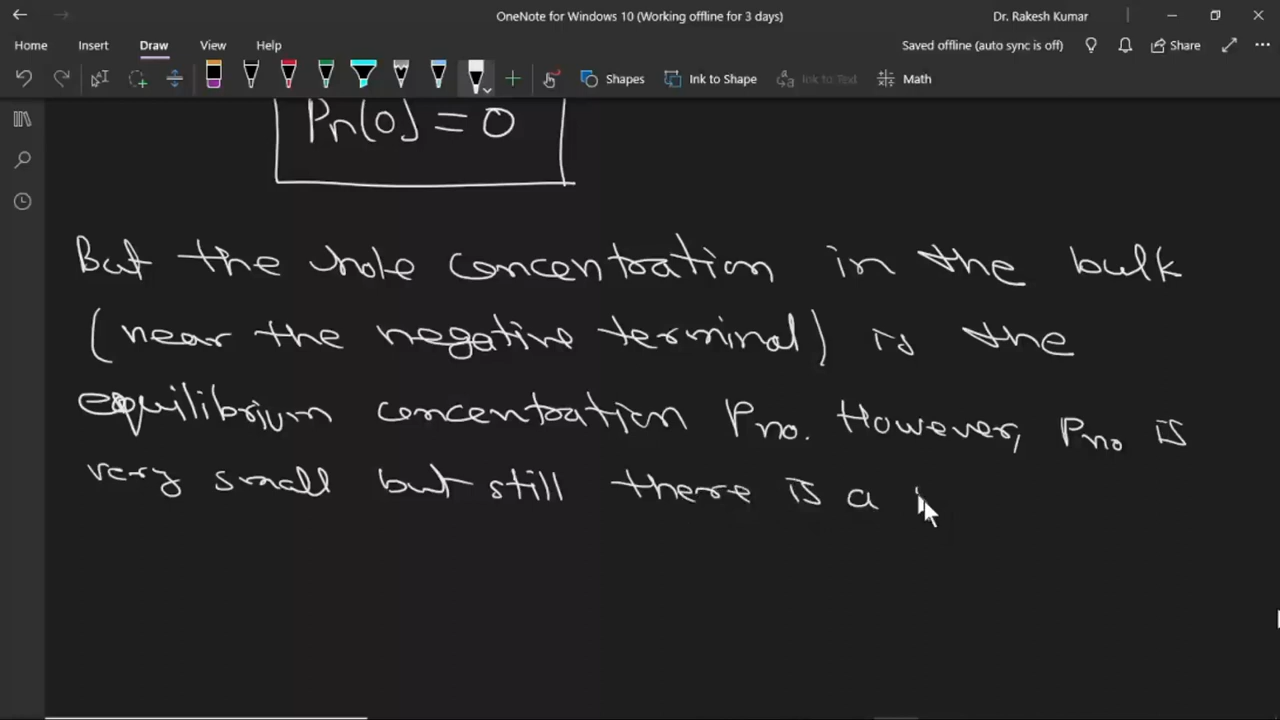 OneNote for Windows 10 (Working offline for 3 days)
Dr. Rakesh Kumar
Home Insert Draw View Help
Saved offline (auto sync is off)
Share
Shapes
Ink to Shape
Ink to Text
Math
Pn(0) = 0
But the hole concentration in the bulk
(near the negative terminal) is the
equilibrium concentration Pno. However, Pno is
very small but still there is a